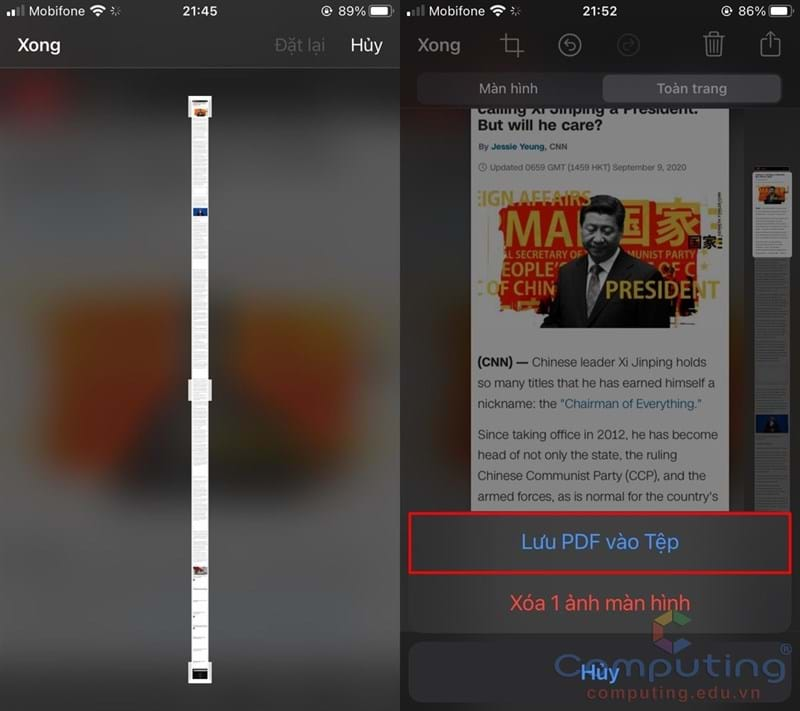 Mobifone 21:45 89%
Xong Đặt lại Hủy
Mobifone 21:52 86%
Xong
Màn hình Toàn trang
Calling Xi Jinping a President.
But will he care?
By Jessie Yeung, CNN
Updated 0659 GMT (1459 HKT) September 9, 2020
EIGN AFFAIRS
MAN 国家
国家
AL SECRETARY OF COMMUNIST PARTY
PEOPLE'S OF C
OF CHIN PRESIDENT
(CNN) — Chinese leader Xi Jinping holds
so many titles that he has earned himself a
nickname: the "Chairman of Everything."
Since taking office in 2012, he has become
head of not only the state, the ruling
Chinese Communist Party (CCP), and the
armed forces, as is normal for the country's
Lưu PDF vào Tệp
Xóa 1 ảnh màn hình
Hủy
Computing®
computing.edu.vn